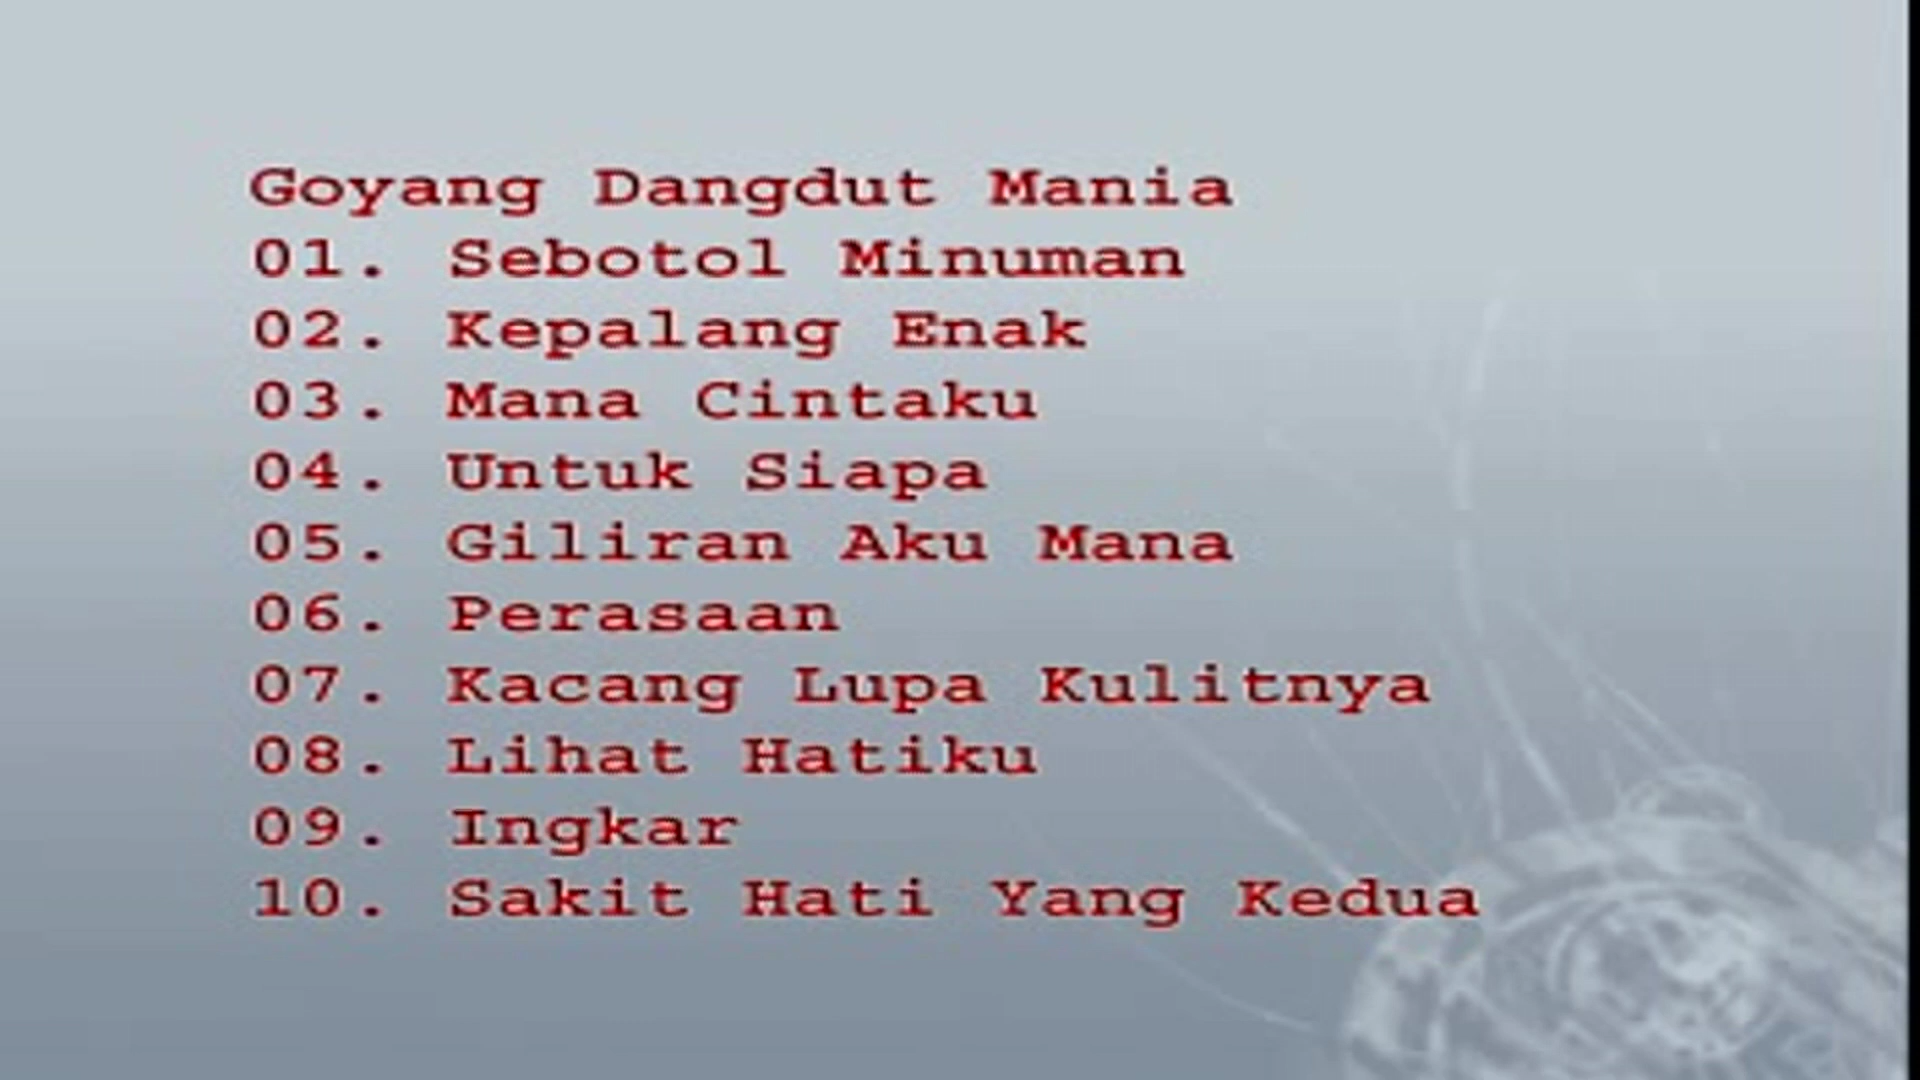 Goyang Dangdut Mania
01. Sebotol Minuman
02. Kepalang Enak
03. Mana Cintaku
04. Untuk Siapa
05. Giliran Aku Mana
06. Perasaan
07. Kacang Lupa Kulitnya
08. Lihat Hatiku
09. Ingkar
10. Sakit Hati Yang Kedua